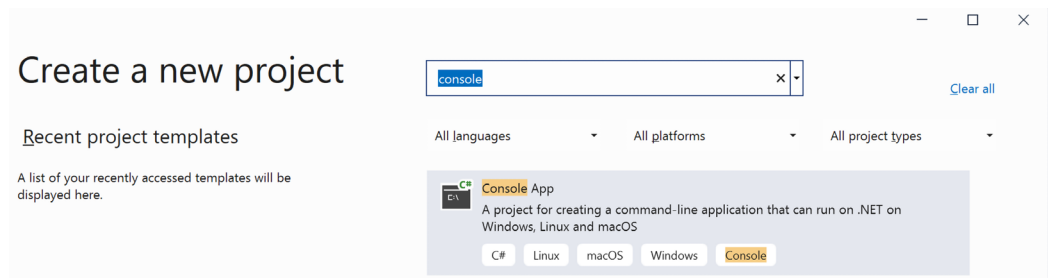 Create a new project
console
Clear all
Recent project templates
All languages
All platforms
All project types
A list of your recently accessed templates will be
displayed here.
C#
C:\
Console App
A project for creating a command-line application that can run on .NET on
Windows, Linux and macOS
C# Linux macOS Windows Console